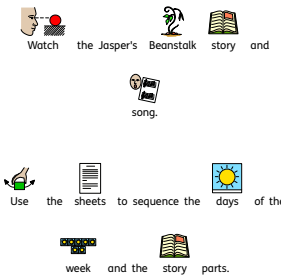 Watch the Jasper's Beanstalk story and
song.
Use the sheets to sequence the days of the
week and the story parts.